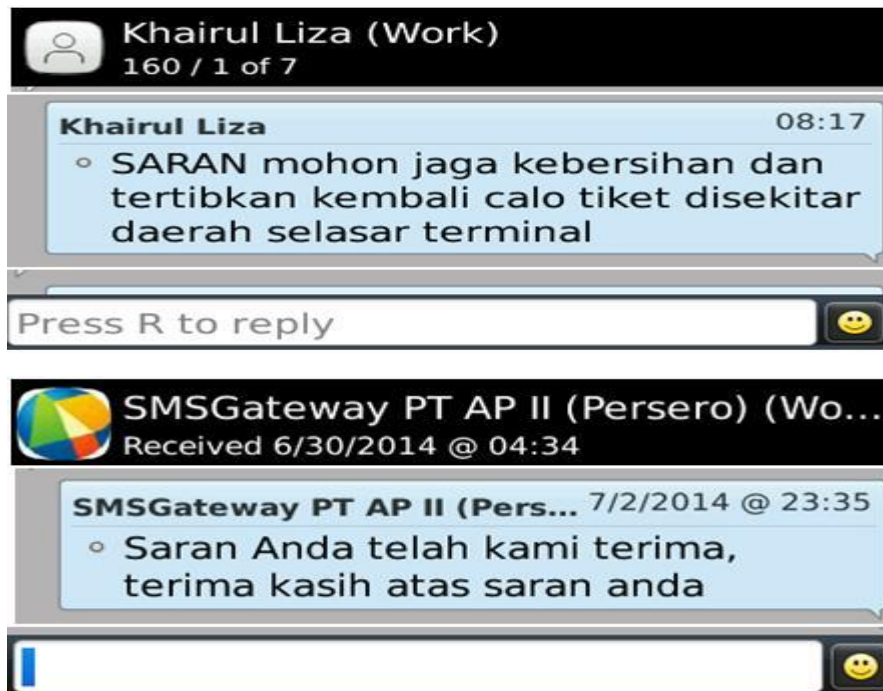 Khairul Liza (Work)
160 / 1 of 7
Khairul Liza 08:17
SARAN mohon jaga kebersihan dan
tertibkan kembali calo tiket disekitar
daerah selasar terminal
Press R to reply
SMSGateway PT AP II (Persero) (Wo...
Received 6/30/2014 @ 04:34
SMSGateway PT AP II (Pers... 7/2/2014 @ 23:35
Saran Anda telah kami terima,
terima kasih atas saran anda